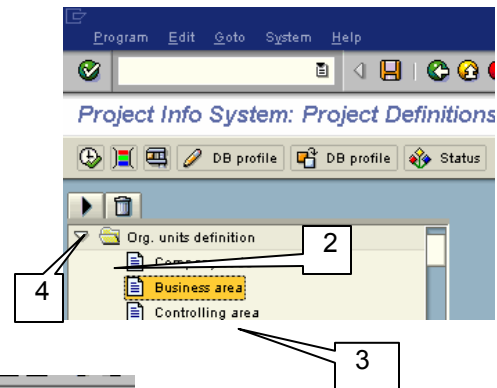 Program Edit Goto System Help
Project Info System: Project Definitions
DB profile DB profile Status
Org. units definition
2
4
Business area
Controlling area
3